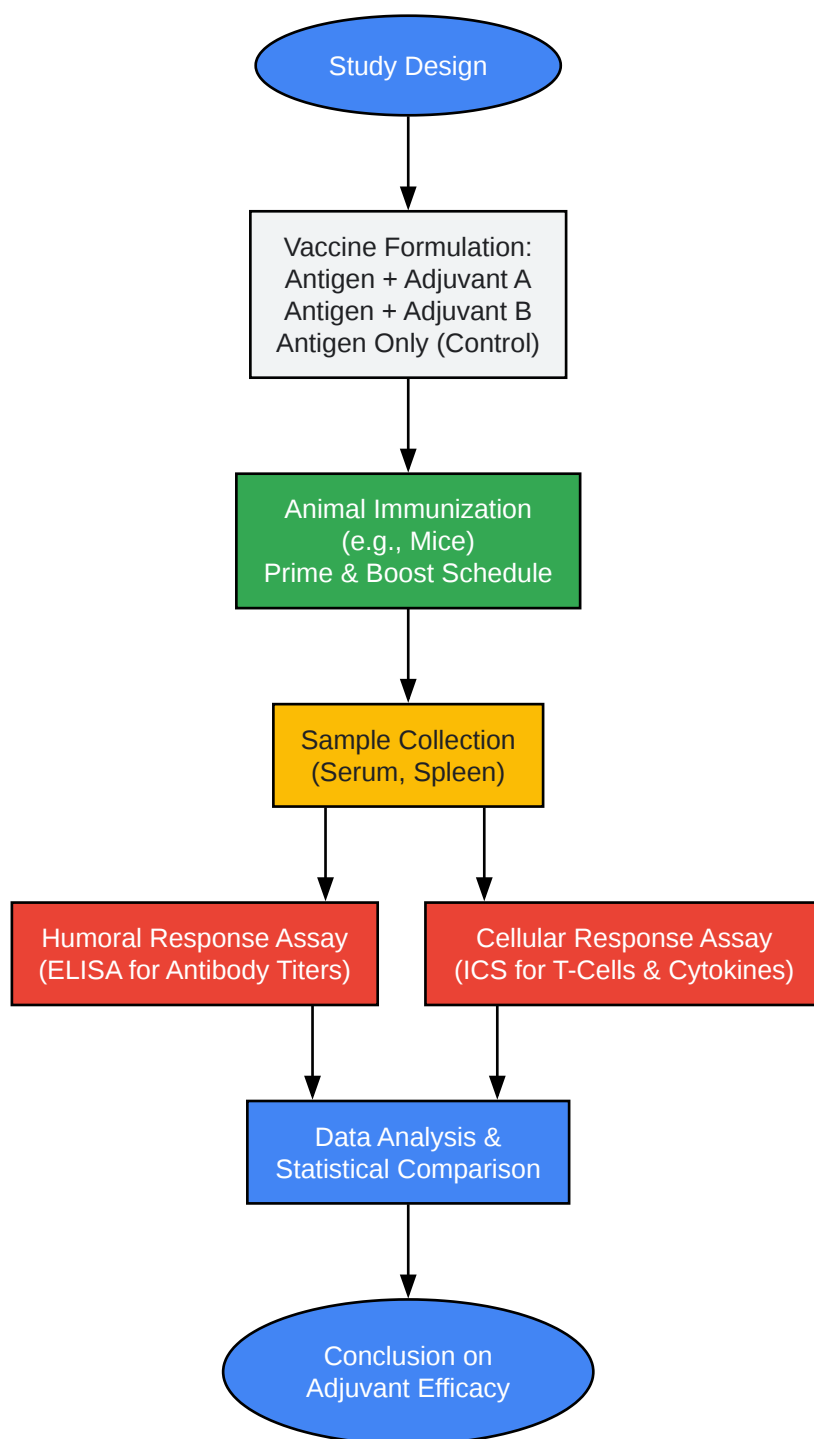 Study Design
Vaccine Formulation:
Antigen + Adjuvant A
Antigen + Adjuvant B
Antigen Only (Control)
Animal Immunization
(e.g., Mice)
Prime & Boost Schedule
Sample Collection
(Serum, Spleen)
Humoral Response Assay
(ELISA for Antibody Titers)
Cellular Response Assay
(ICS for T-Cells & Cytokines)
Data Analysis &
Statistical Comparison
Conclusion on
Adjuvant Efficacy